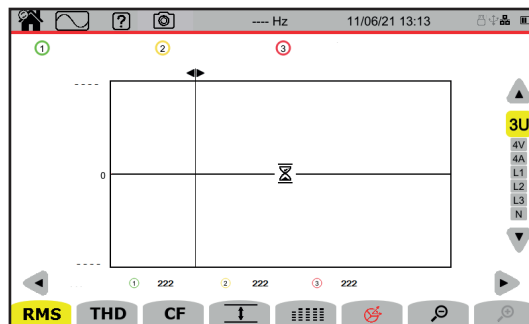 ? ---- Hz 11/06/21 13:13
1 2 3
----
3U
4V
4A
L1
L2
L3
N
0
----
1 222 2 222 3 222
RMS THD CF